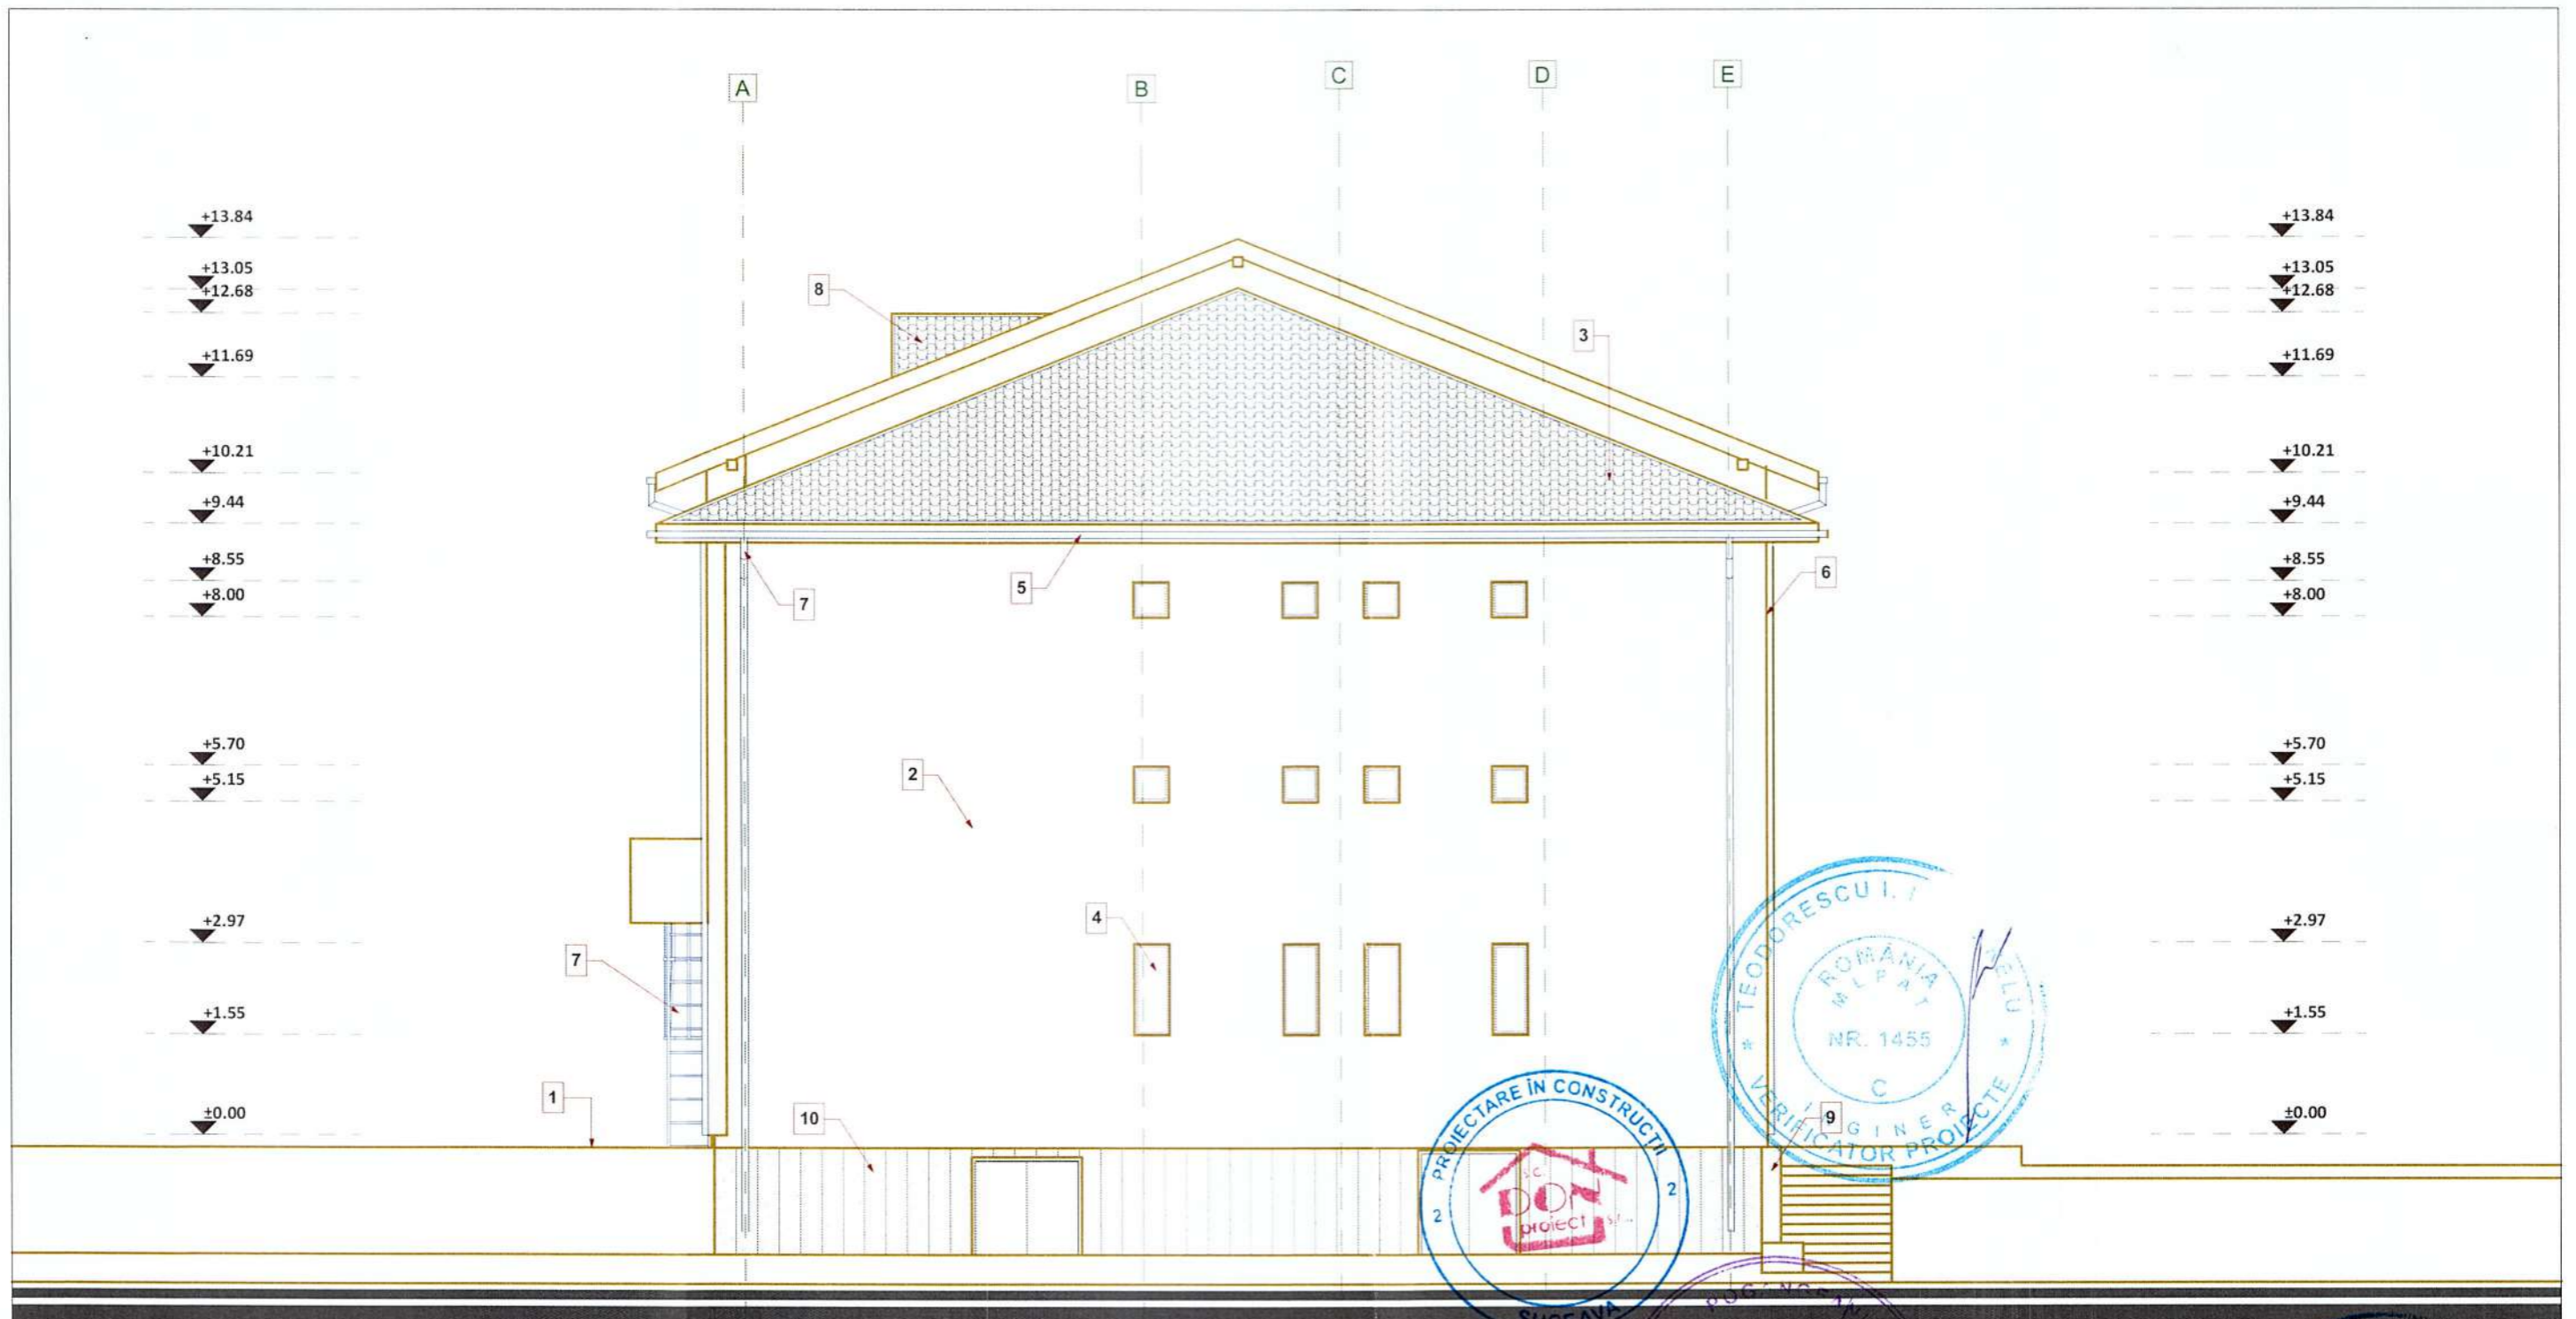 A
B
C
D
E
+13.84
+13.05
+12.68
+11.69
+10.21
+9.44
+8.55
+8.00
+5.70
+5.15
+2.97
+1.55
±0.00
8
3
5
7
6
2
4
7
1
10
9
+13.84
+13.05
+12.68
+11.69
+10.21
+9.44
+8.55
+8.00
+5.70
+5.15
+2.97
+1.55
±0.00
* TEODORESCU I.
ROMÂNIA
MLPAT
NR. 1455
C
INGINER
VERIFICATOR PROIECTE *
PROIECTARE ÎN CONSTRUCŢII
2
2
S.C.
DON
proiect
SUCEAVA